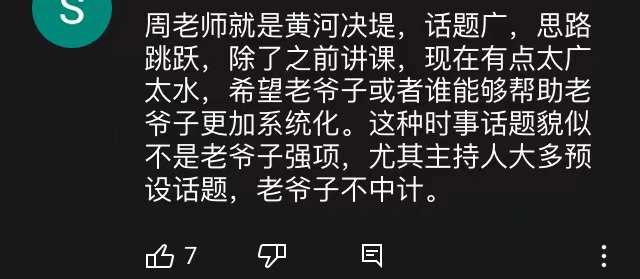 S
周老师就是黄河决堤，话题广，思路
跳跃，除了之前讲课，现在有点太广
太水，希望老爷子或者谁能够帮助老
爷子更加系统化。这种时事话题貌似
不是老爷子强项，尤其主持人大多预
设话题，老爷子不中计。
7